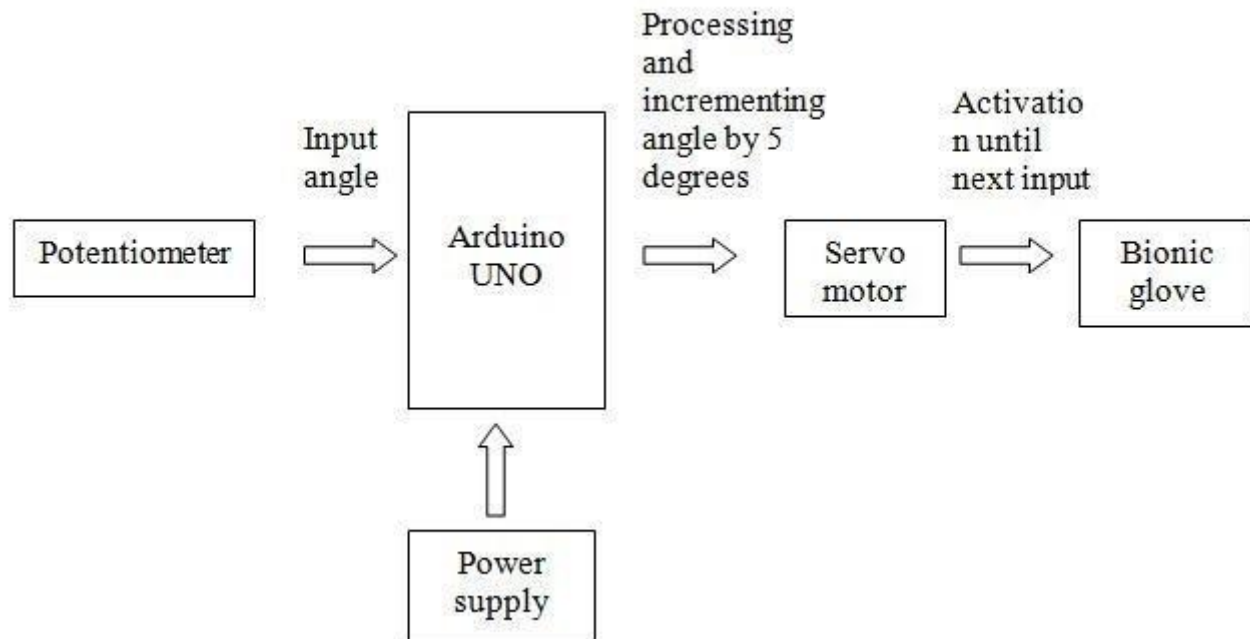 Processing
and
incrementing
angle by 5
degrees
Activatio
n until
next input
Input
angle
Potentiometer
Arduino
UNO
Servo
motor
Bionic
glove
Power
supply